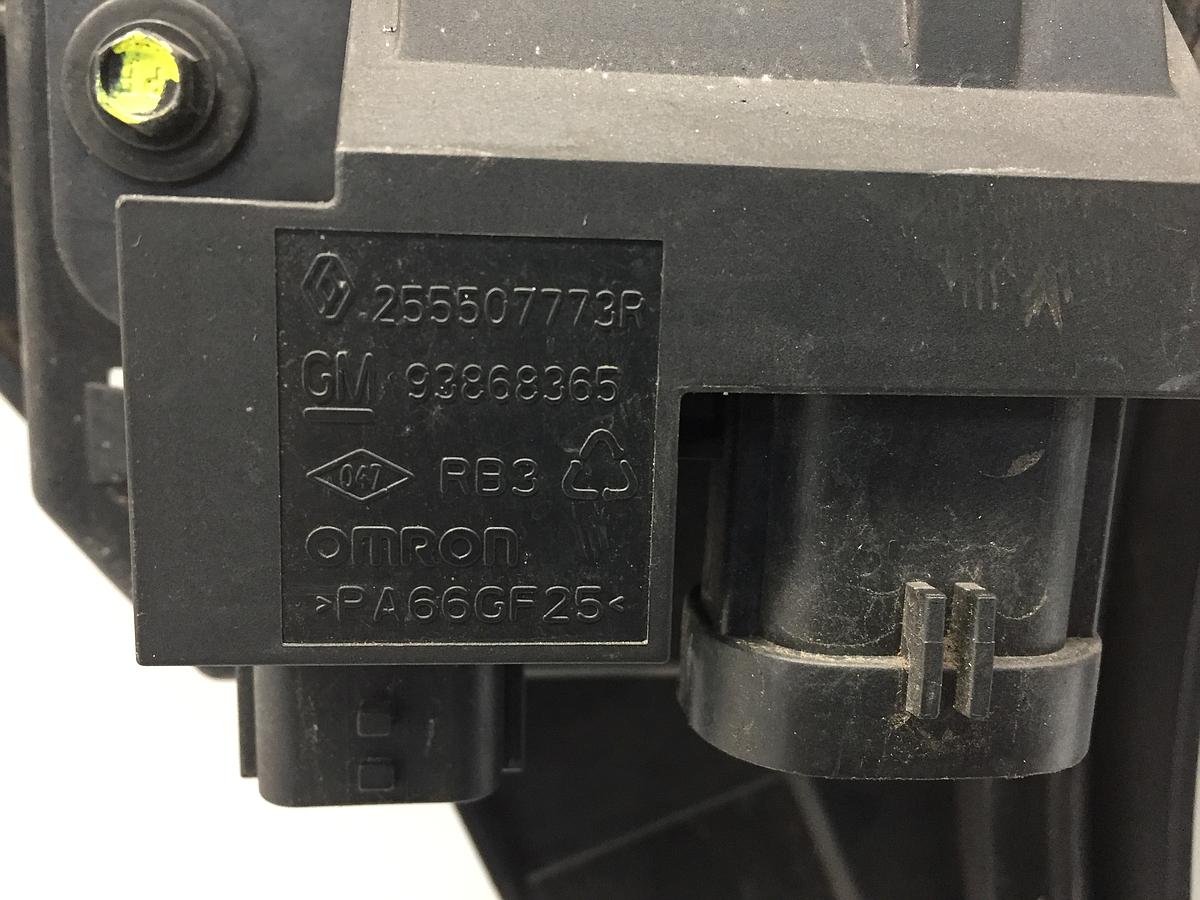 255507773R
GM 93868365
047 RB3
OMRON
>PA66GF25<